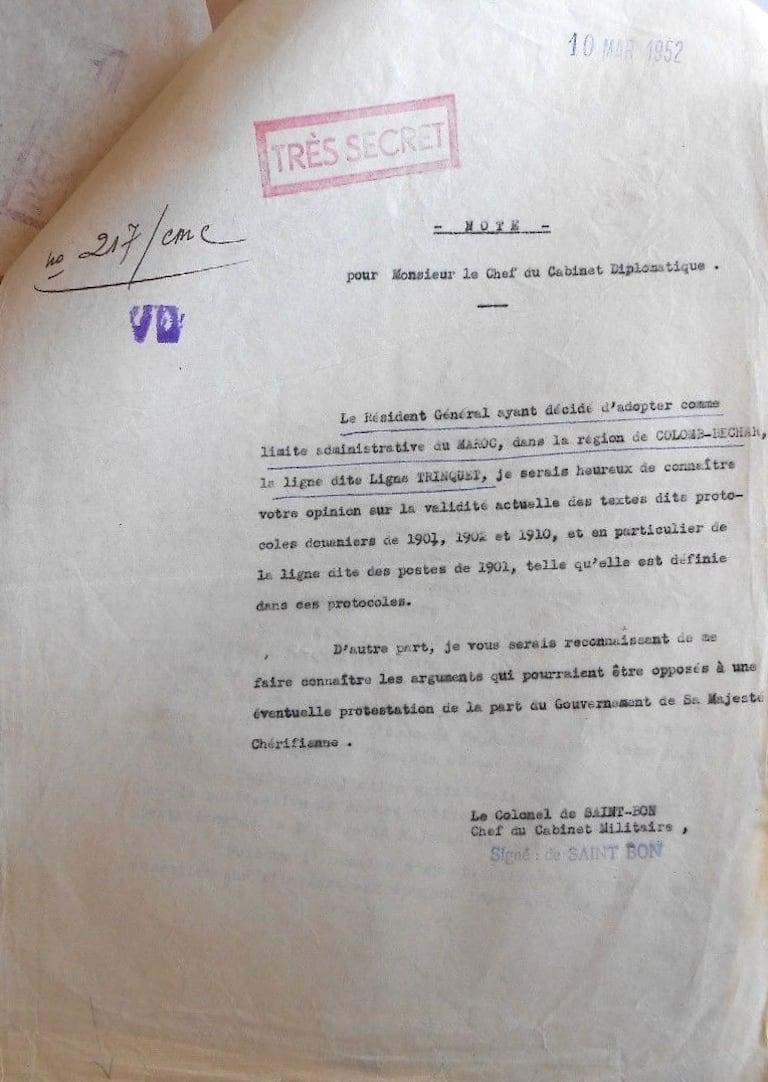 10 MAR 1952
TRÈS SECRET
no 217/CMC
- NOTE -
pour Monsieur le Chef du Cabinet Diplomatique .
Le Résident Général ayant décidé d'adopter comme
limite administrative du MAROC, dans la région de COLOMB-BECHAR,
la ligne dite Ligne TRINQUET, je serais heureux de connaître
votre opinion sur la validité actuelle des textes dits proto-
coles douaniers de 1901, 1902 et 1910, et en particulier de
la ligne dite des postes de 1901, telle qu'elle est définie
dans ces protocoles.
D'autre part, je vous serais reconnaissant de me
faire connaître les arguments qui pourraient être opposés à une
éventuelle protestation de la part du Gouvernement de Sa Majesté
Chérifianne .
Le Colonel de SAINT-BON
Chef du Cabinet Militaire ,
Signé : de SAINT BON